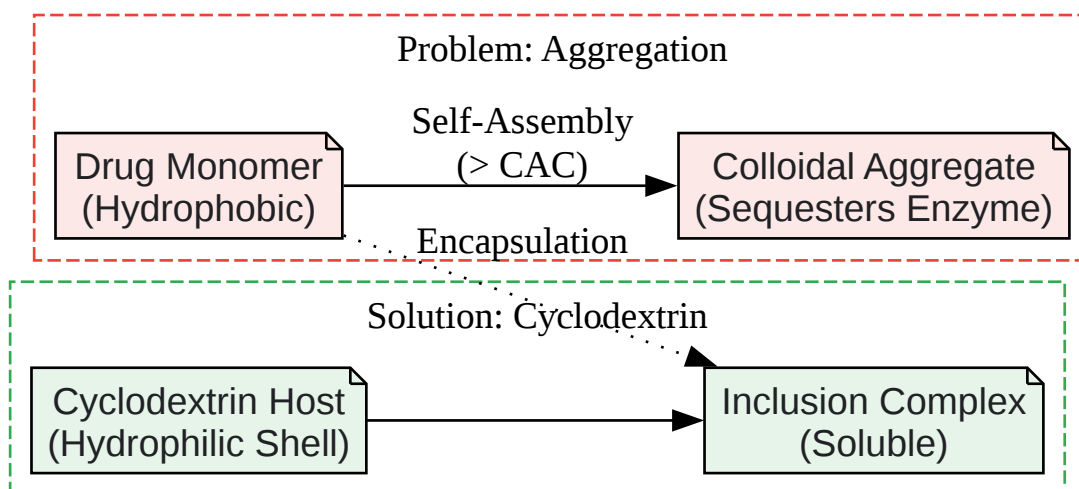 Problem: Aggregation
Self-Assembly
(> CAC)
Drug Monomer
(Hydrophobic)
Colloidal Aggregate
(Sequesters Enzyme)
Encapsulation
Solution: Cyclodextrin
Cyclodextrin Host
(Hydrophilic Shell)
Inclusion Complex
(Soluble)